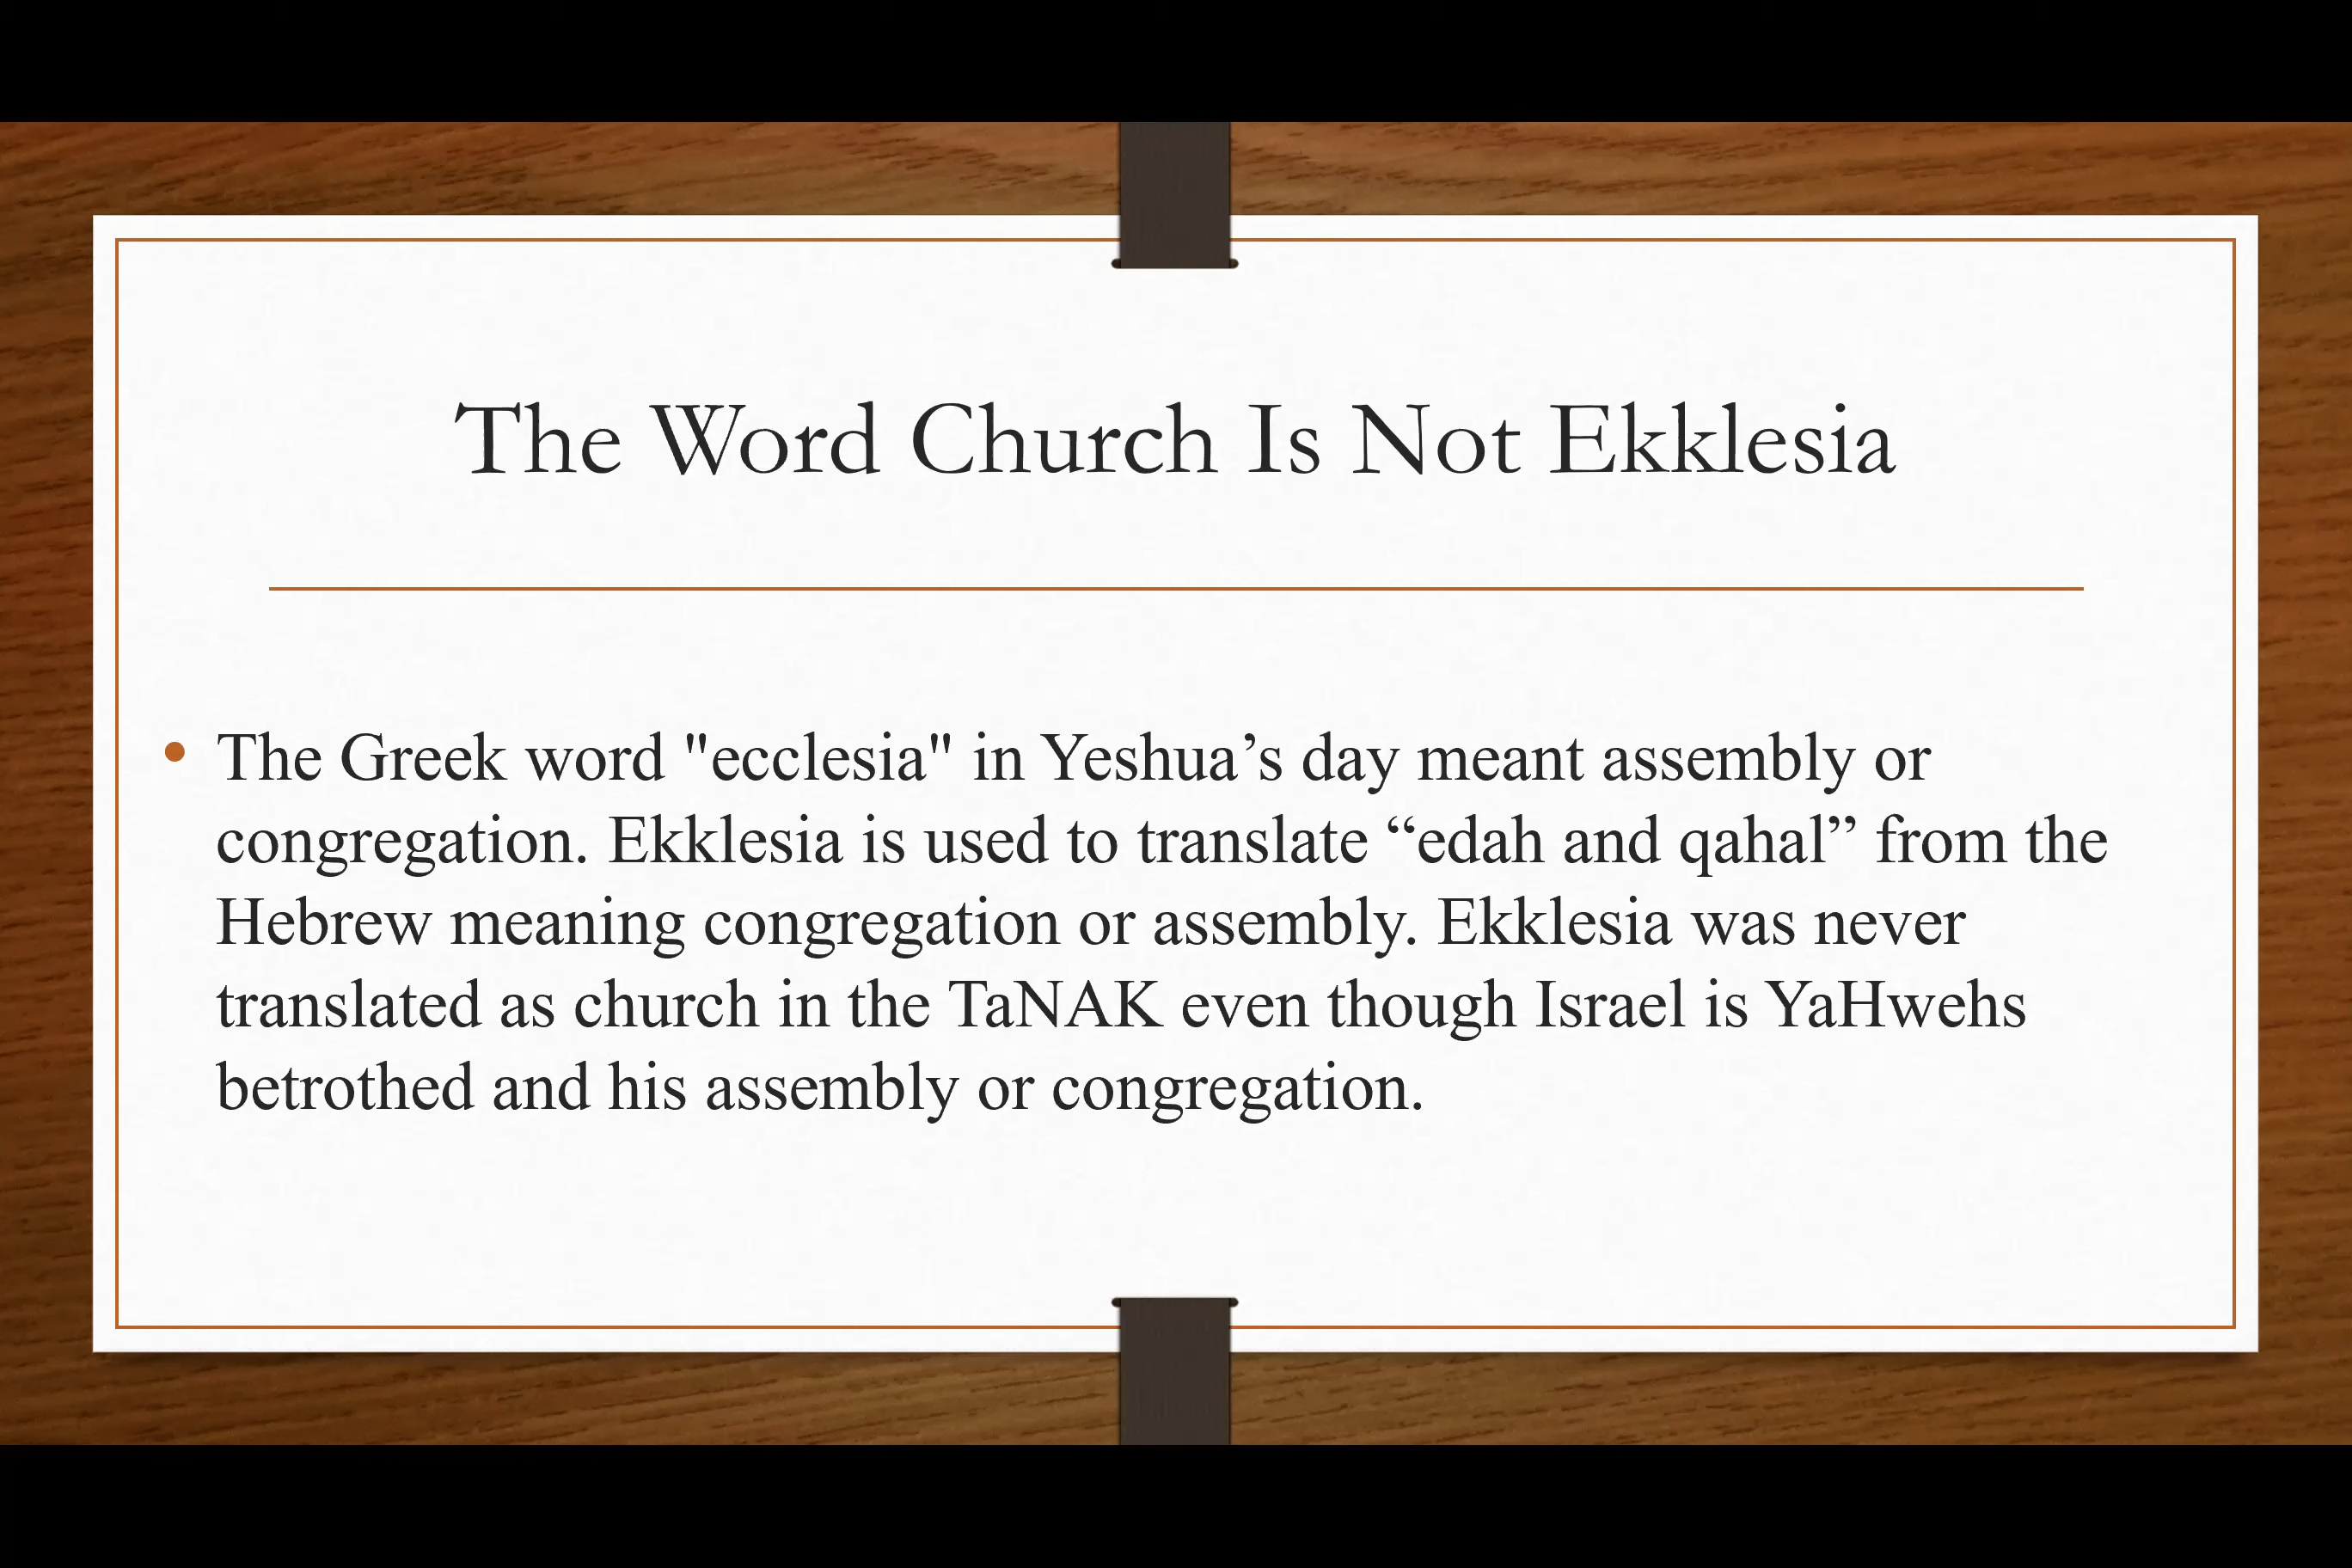 The Word Church Is Not Ekklesia
• The Greek word "ecclesia" in Yeshua’s day meant assembly or
congregation. Ekklesia is used to translate “edah and qahal” from the
Hebrew meaning congregation or assembly. Ekklesia was never
translated as church in the TaNAK even though Israel is YaHwehs
betrothed and his assembly or congregation.